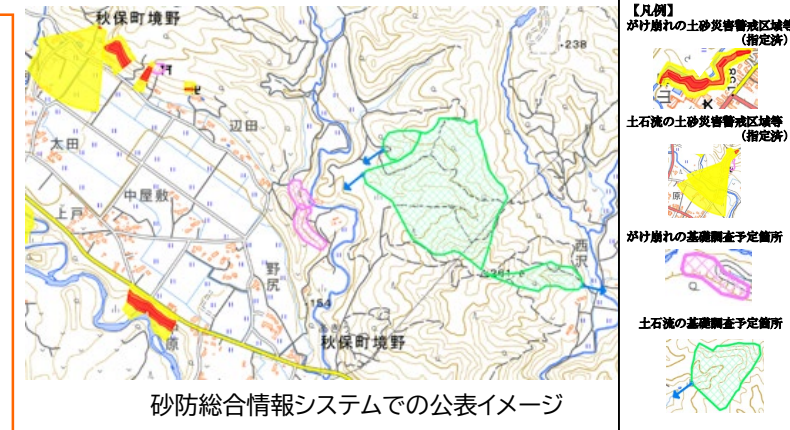 秋保町境野
・238
辺田
太田
中屋敷
上戸
野尻
西沢
△361.6
・154
秋保町境野
原
砂防総合情報システムでの公表イメージ
【凡例】
がけ崩れの土砂災害警戒区域等
(指定済)
土石流の土砂災害警戒区域等
(指定済)
原
がけ崩れの基礎調査予定箇所
土石流の基礎調査予定箇所